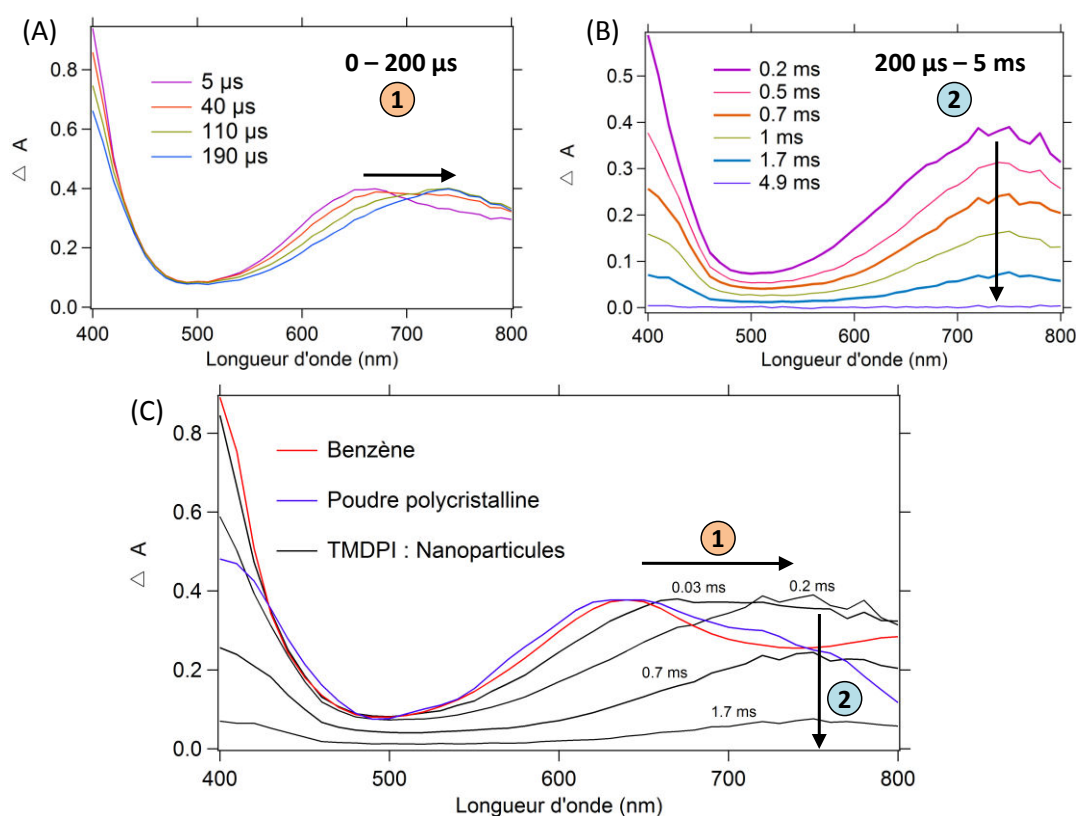 (A)
0 – 200 µs
1
5 µs
40 µs
110 µs
190 µs
△ A
0.8
0.6
0.4
0.2
0.0
400
500
600
700
800
Longueur d'onde (nm)
(B)
200 µs – 5 ms
2
0.2 ms
0.5 ms
0.7 ms
1 ms
1.7 ms
4.9 ms
△ A
0.5
0.4
0.3
0.2
0.1
0.0
400
500
600
700
800
Longueur d'onde (nm)
(C)
Benzène
Poudre polycristalline
TMDPI : Nanoparticules
1
0.03 ms
0.2 ms
0.7 ms
2
1.7 ms
△ A
0.8
0.6
0.4
0.2
0.0
400
500
600
700
800
Longueur d'onde (nm)